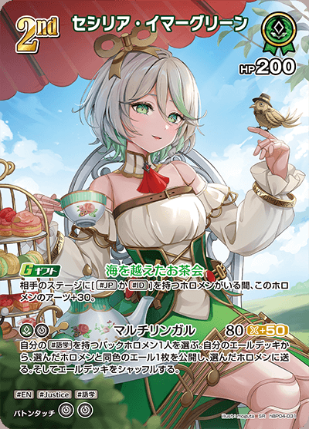 2nd
セシリア・イマーグリーン
HP200
Gギフト 海を越えたお茶会
相手のステージに[#JPか#ID]を持つホロメンがいる間、このホロ
メンのアーツ+30。
マルチリンガル 80 +50
自分の#語学を持つバックホロメン1人を選ぶ。自分のエールデッキか
ら、選んだホロメンと同色のエール1枚を公開し、選んだホロメンに送
る。そしてエールデッキをシャッフルする。
#EN #Justice #語学
バトンタッチ